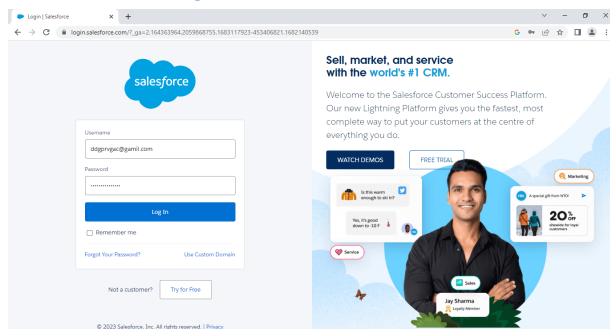 Login | Salesforce
login.salesforce.com/?_ga=2.164363964.2059868755.1683117923-453406821.1682140539
salesforce
Username
ddgprvgac@gamil.com
Password
Log In
Remember me
Forgot Your Password?
Use Custom Domain
Not a customer?
Try for Free
© 2023 Salesforce, Inc. All rights reserved. | Privacy
Sell, market, and service
with the world's #1 CRM.
Welcome to the Salesforce Customer Success Platform.
Our new Lightning Platform gives you the fastest, most
complete way to put your customers at the centre of
everything you do.
WATCH DEMOS
FREE TRIAL
Marketing
Is this warm
enough to ski in?
Yes, it's good
down to -10 F
Service
A special gift from NTO!
20% OFF
sitewide for loyal
customers
Sales
Jay Sharma
Loyalty Member